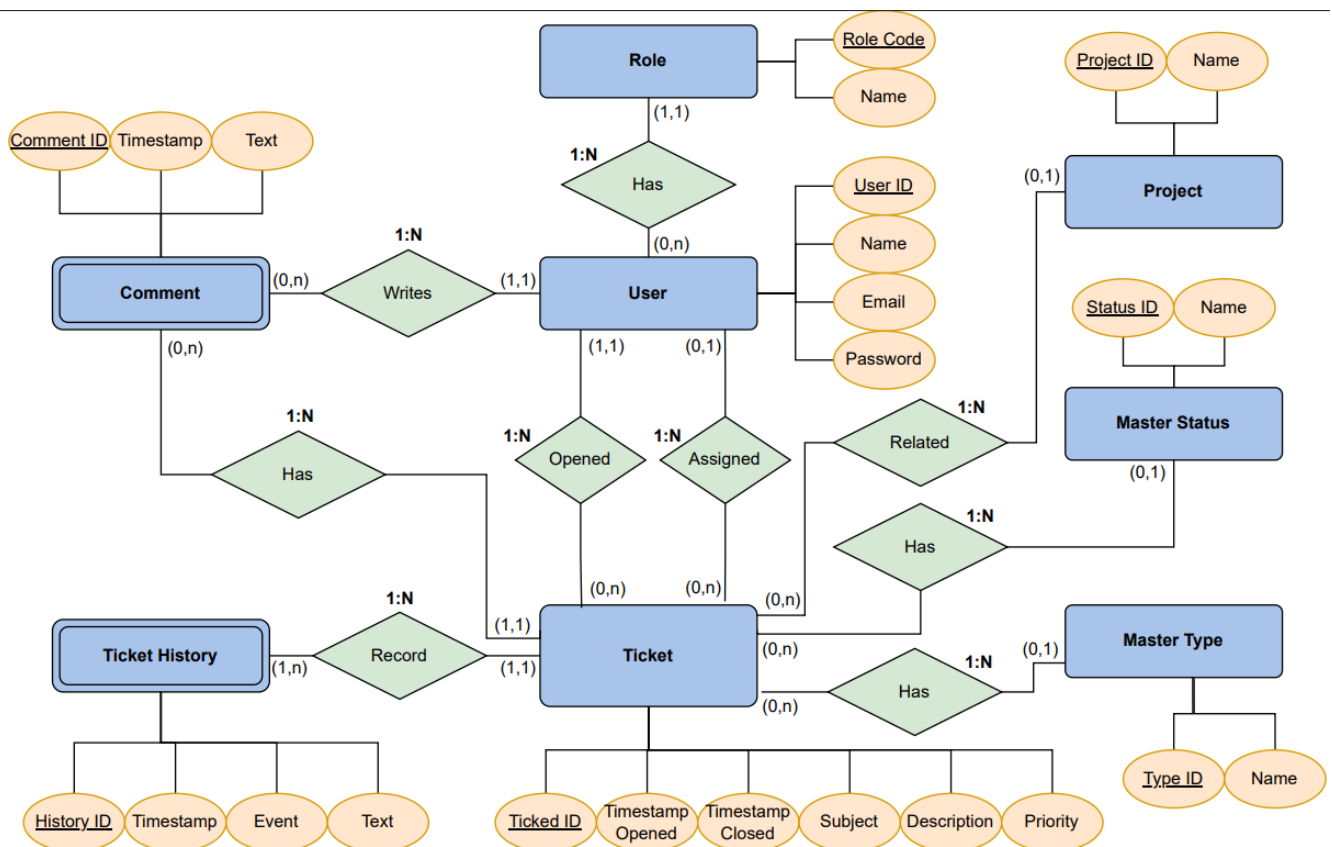 Role
Role Code
Name
Project ID
Name
(1,1)
Comment ID
Timestamp
Text
1:N
Has
(0,1)
Project
User ID
(0,n)
Name
1:N
Comment
(0,n)
Writes
(1,1)
User
Email
Status ID
Name
(0,n)
(1,1)
(0,1)
Password
Master Status
1:N
Has
1:N
Opened
1:N
Assigned
1:N
Related
(0,1)
1:N
Has
(0,n)
(0,n)
(0,n)
1:N
(1,1)
Ticket History
(1,n)
Record
(1,1)
Ticket
(0,n)
1:N
Has
(0,n)
(0,1)
Master Type
Type ID
Name
History ID
Timestamp
Event
Text
Ticked ID
Timestamp
Opened
Timestamp
Closed
Subject
Description
Priority